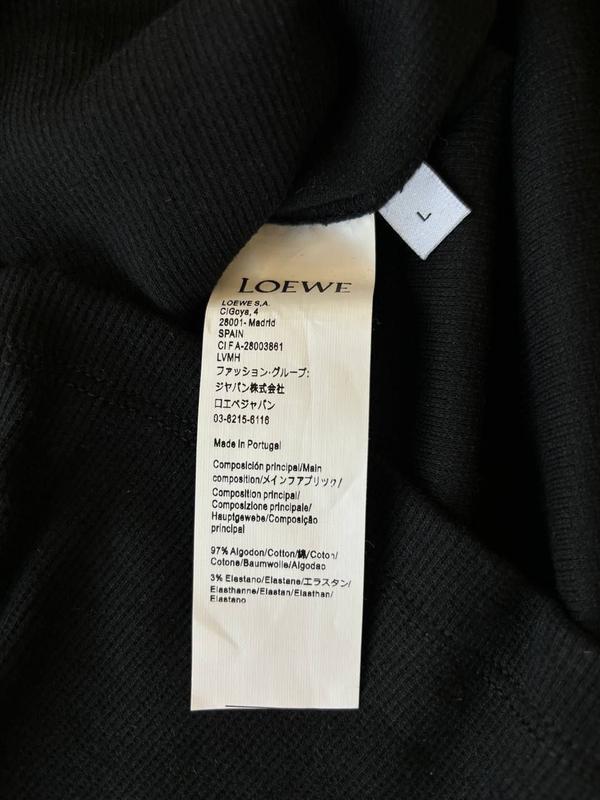 L
LOEWE
LOEWE S,A.
C/Goya, 4
28001- Madrid
SPAIN
CI F A-28003861
LVMH
ファッション·グループ:
ジャパン株式会社
ロエベジャパン
03-6215-6116
Made in Portugal
Composición principal/Main
composition/メインファブリック/
Composition principal/
Composizione principale/
Hauptgewebe/Composição
principal
97% Algodon/Cotton/綿/Coton/
Cotone/Baumwolle/Algodao
3% Elastano/Elastane/エラスタン/
Elasthanne/Elastan/Elasthan/
Elastano